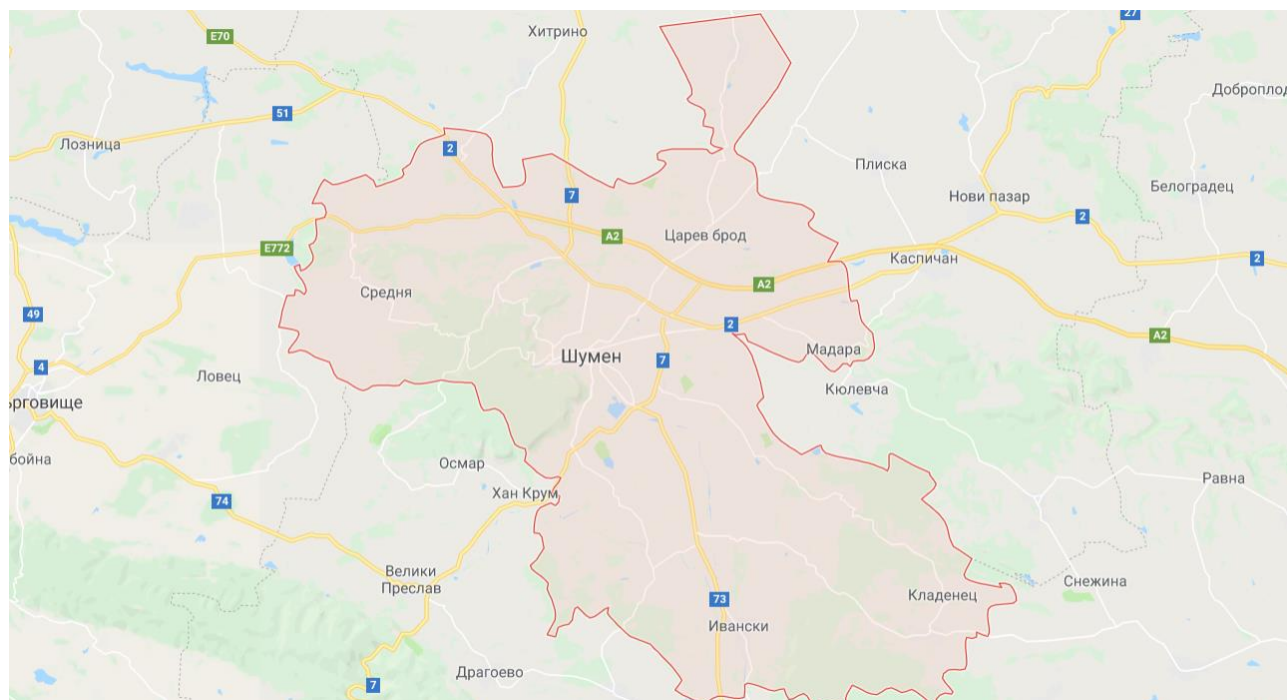 27
Хитрино
E70
Доброплод
51
Лозница
2
Плиска
Белоградец
7
Нови пазар
2
Царев брод
A2
E772
Каспичан
2
A2
Средня
49
2
A2
Мадара
Шумен
7
4
Ловец
Кюлевча
ърговище
бойна
Осмар
Равна
Хан Крум
74
Велики
Преслав
Снежина
Кладенец
73
Ивански
Драгоево
7